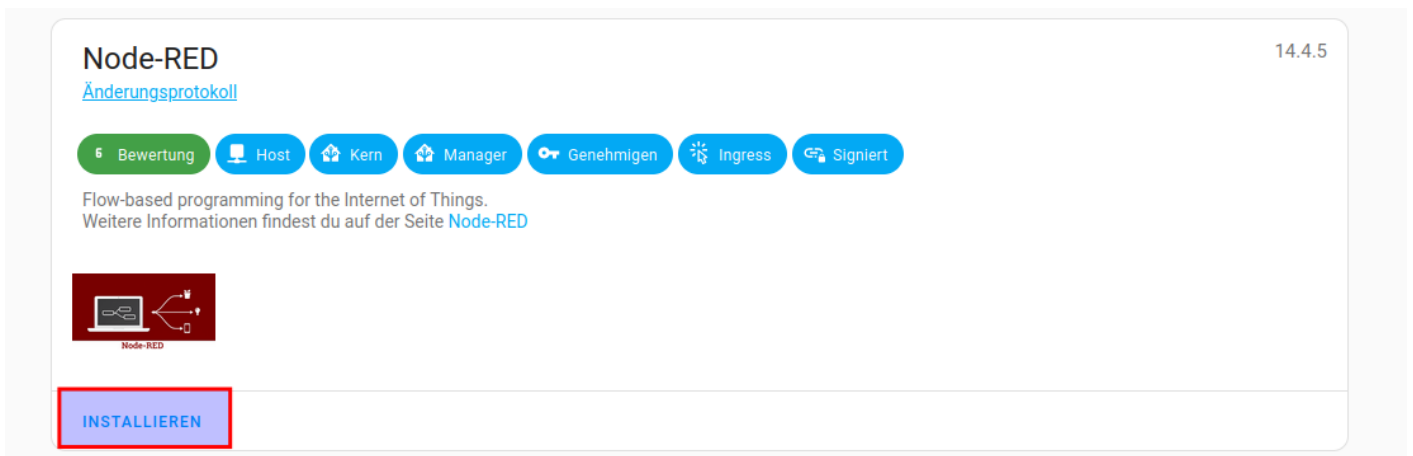 Node-RED
14.4.5
Änderungsprotokoll
6 Bewertung Host Kern Manager Genehmigen Ingress Signiert
Flow-based programming for the Internet of Things.
Weitere Informationen findest du auf der Seite Node-RED
Node-RED
INSTALLIEREN